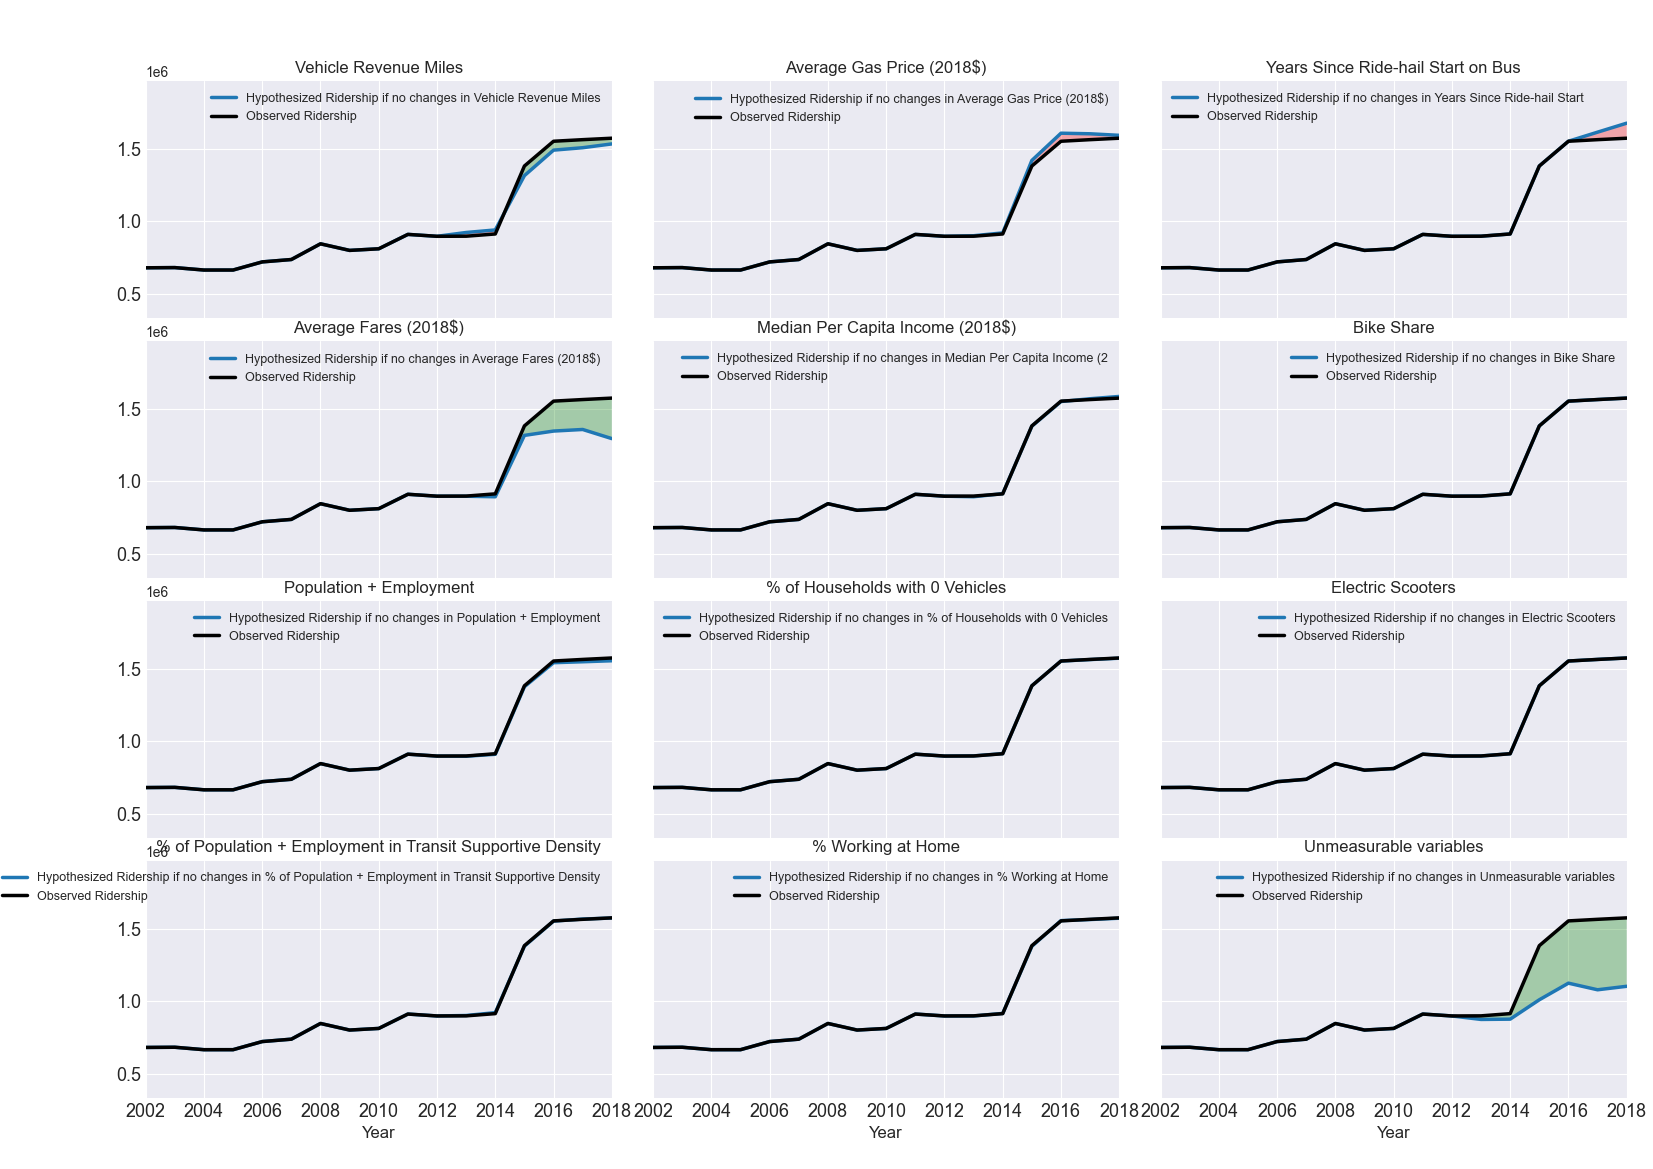 Vehicle Revenue Miles
Average Gas Price (2018$)
Years Since Ride-hail Start on Bus
1e6
Hypothesized Ridership if no changes in Vehicle Revenue Miles
Observed Ridership
Hypothesized Ridership if no changes in Average Gas Price (2018$)
Observed Ridership
Hypothesized Ridership if no changes in Years Since Ride-hail Start
Observed Ridership
1.5
1.0
0.5
Average Fares (2018$)
Median Per Capita Income (2018$)
Bike Share
1e6
Hypothesized Ridership if no changes in Average Fares (2018$)
Observed Ridership
Hypothesized Ridership if no changes in Median Per Capita Income (2
Observed Ridership
Hypothesized Ridership if no changes in Bike Share
Observed Ridership
1.5
1.0
0.5
Population + Employment
% of Households with 0 Vehicles
Electric Scooters
1e6
Hypothesized Ridership if no changes in Population + Employment
Observed Ridership
Hypothesized Ridership if no changes in % of Households with 0 Vehicles
Observed Ridership
Hypothesized Ridership if no changes in Electric Scooters
Observed Ridership
1.5
1.0
0.5
% of Population + Employment in Transit Supportive Density
% Working at Home
Unmeasurable variables
1e6
Hypothesized Ridership if no changes in % of Population + Employment in Transit Supportive Density
Observed Ridership
Hypothesized Ridership if no changes in % Working at Home
Observed Ridership
Hypothesized Ridership if no changes in Unmeasurable variables
Observed Ridership
1.5
1.0
0.5
2002 2004 2006 2008 2010 2012 2014 2016 2018
2002 2004 2006 2008 2010 2012 2014 2016 2018
2002 2004 2006 2008 2010 2012 2014 2016 2018
Year
Year
Year